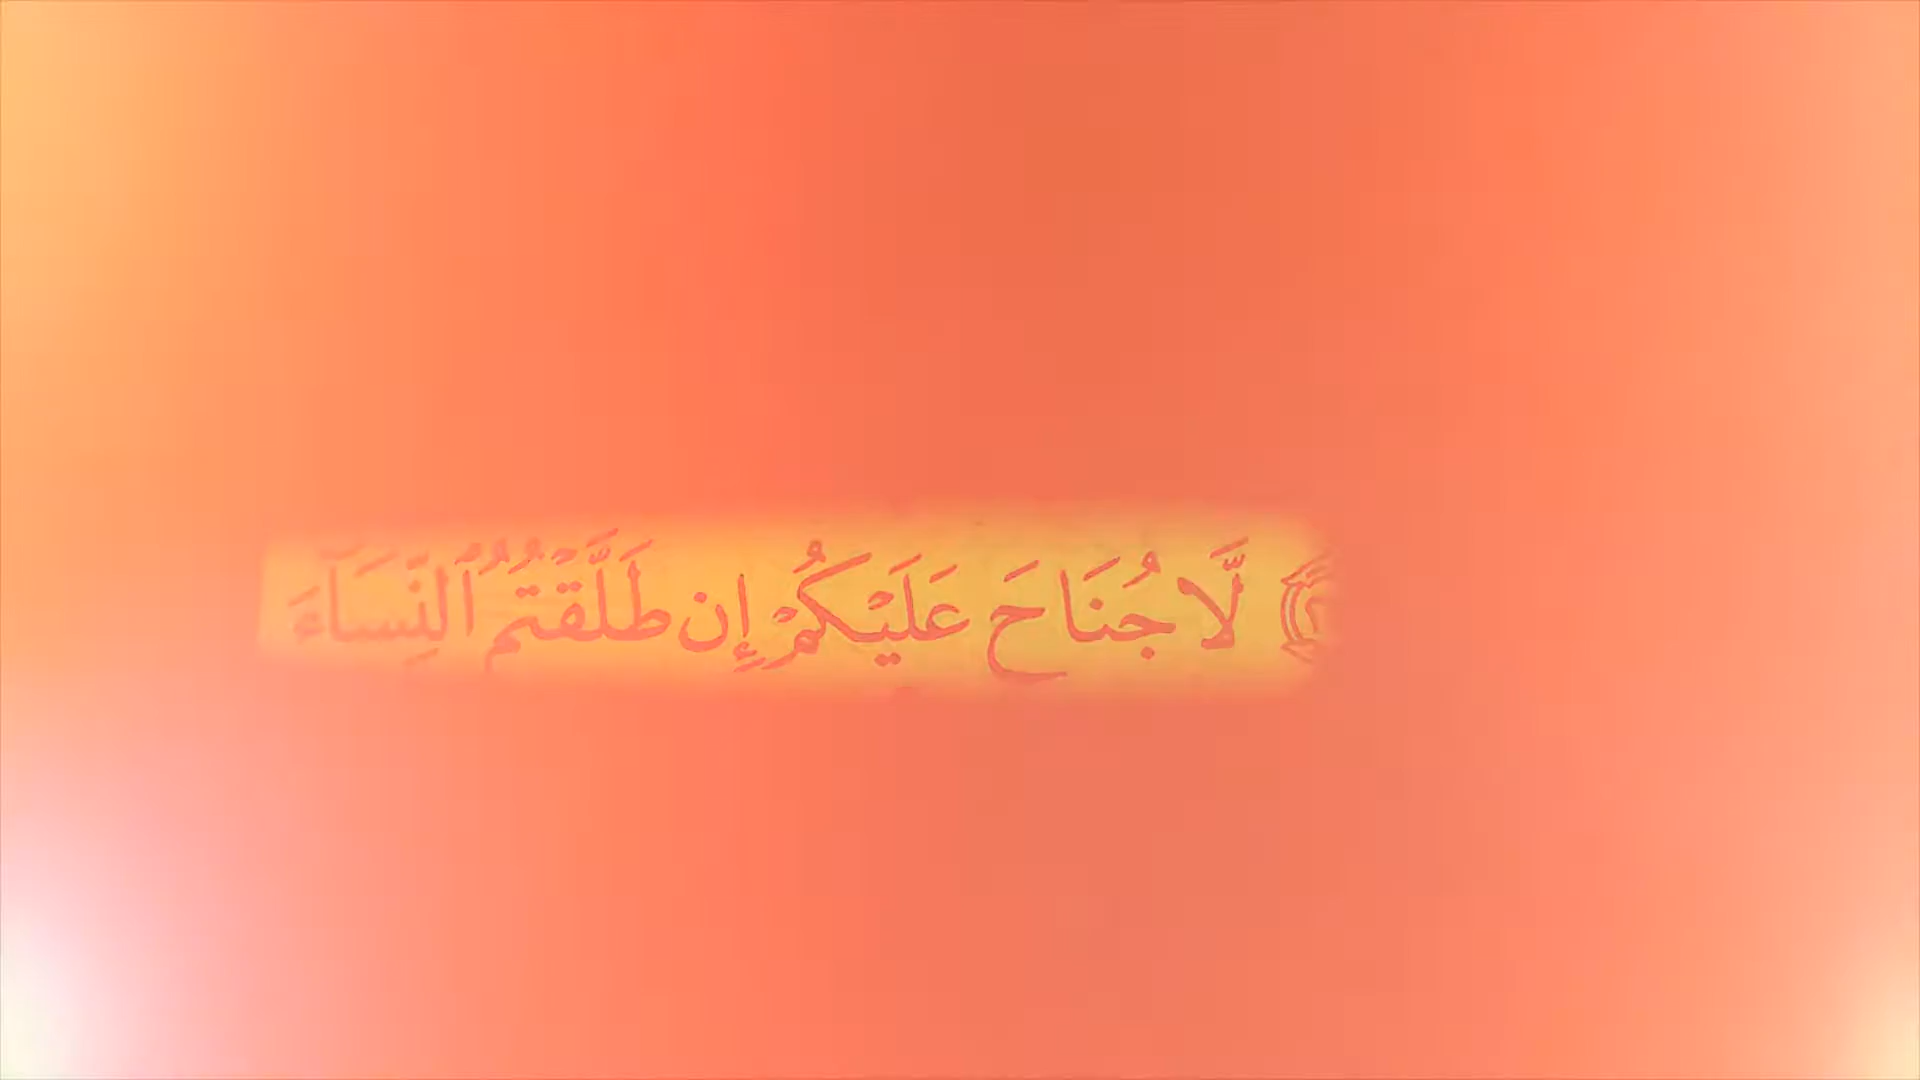 لَّا جُنَاحَ عَلَيْكُمْ إِن طَلَّقْتُمُ ٱلنِّسَآءَ